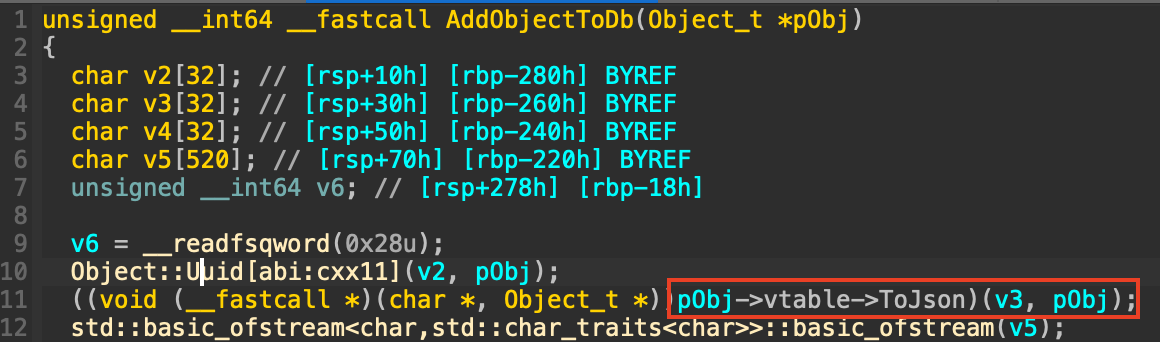 1 unsigned __int64 __fastcall AddObjectToDb(Object_t *pObj)
2 {
3 char v2[32]; // [rsp+10h] [rbp-280h] BYREF
4 char v3[32]; // [rsp+30h] [rbp-260h] BYREF
5 char v4[32]; // [rsp+50h] [rbp-240h] BYREF
6 char v5[520]; // [rsp+70h] [rbp-220h] BYREF
7 unsigned __int64 v6; // [rsp+278h] [rbp-18h]
8
9 v6 = __readfsqword(0x28u);
10 Object::Uuid[abi:cxx11](v2, pObj);
11 ((void (__fastcall *)(char *, Object_t *))pObj->vtable->ToJson)(v3, pObj);
12 std::basic_ofstream<char,std::char_traits<char>>::basic_ofstream(v5);